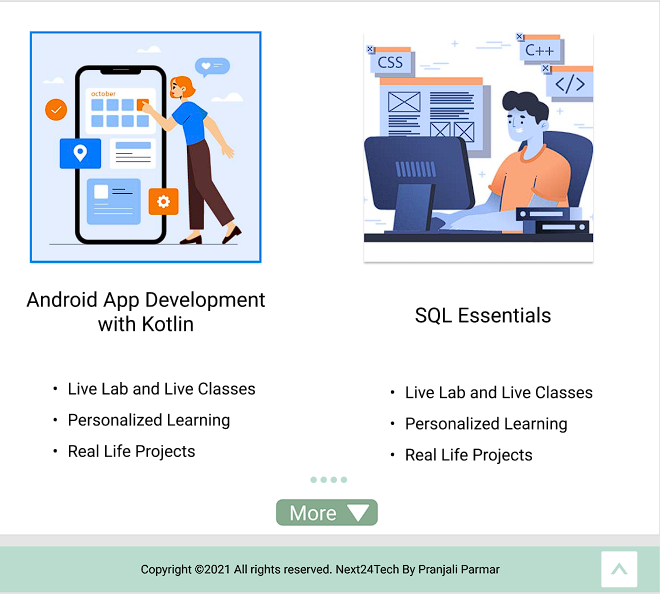 october
CSS
C++
</>
Android App Development
with Kotlin
• Live Lab and Live Classes
• Personalized Learning
• Real Life Projects
SQL Essentials
• Live Lab and Live Classes
• Personalized Learning
• Real Life Projects
More
Copyright ©2021 All rights reserved. Next24Tech By Pranjali Parmar